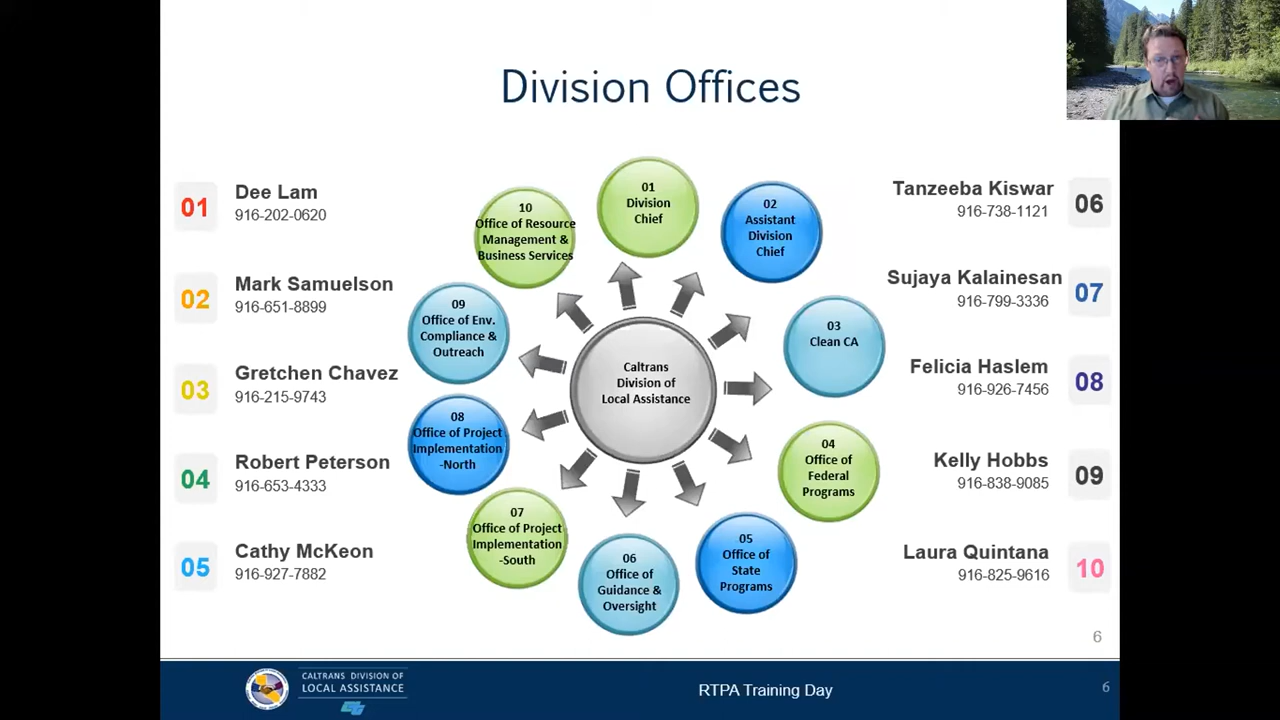 Division Offices
01
Dee Lam
916-202-0620
02
Mark Samuelson
916-651-8899
03
Gretchen Chavez
916-215-9743
04
Robert Peterson
916-653-4333
05
Cathy McKeon
916-927-7882
01
Division
Chief
02
Assistant
Division
Chief
03
Clean CA
04
Office of
Federal
Programs
05
Office of
State
Programs
06
Office of
Guidance &
Oversight
07
Office of Project
Implementation
-South
08
Office of Project
Implementation
-North
09
Office of Env.
Compliance &
Outreach
10
Office of Resource
Management &
Business Services
Caltrans
Division of
Local Assistance
Tanzeeba Kiswar
916-738-1121
06
Sujaya Kalainesan
916-799-3336
07
Felicia Haslem
916-926-7456
08
Kelly Hobbs
916-838-9085
09
Laura Quintana
916-825-9616
10
6
CALTRANS DIVISION OF
LOCAL ASSISTANCE
RTPA Training Day
6